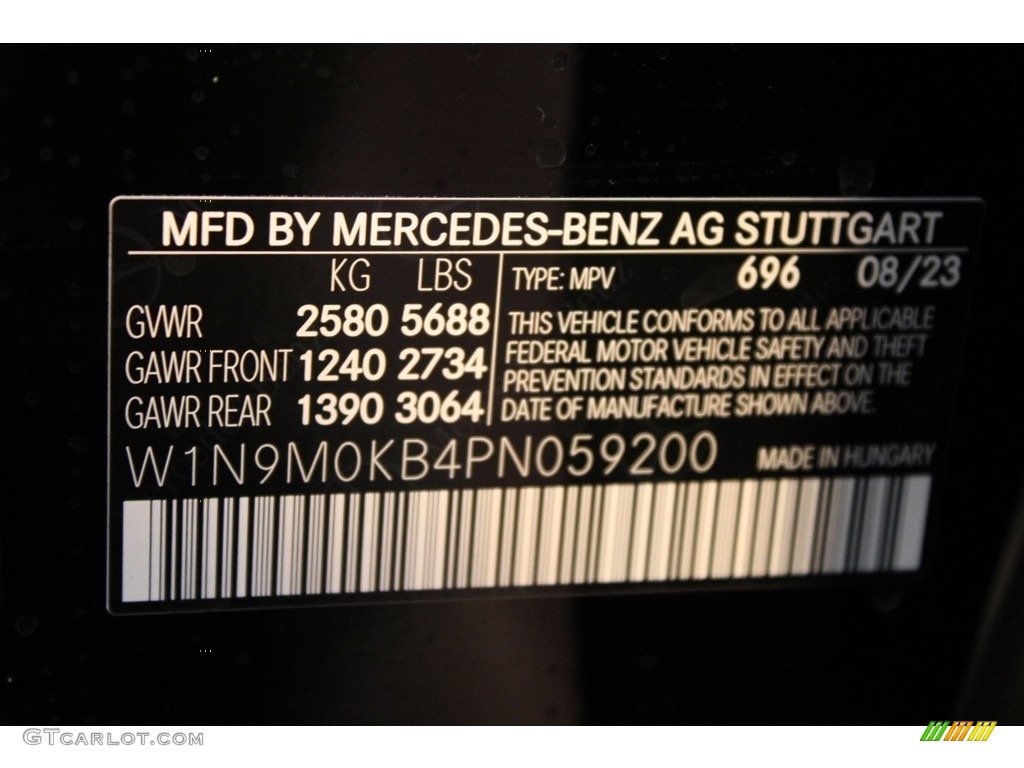 MFD BY MERCEDES-BENZ AG STUTTGART
KG LBS
GVWR 2580 5688
GAWR FRONT 1240 2734
GAWR REAR 1390 3064
TYPE: MPV 696 08/23
THIS VEHICLE CONFORMS TO ALL APPLICABLE
FEDERAL MOTOR VEHICLE SAFETY AND THEFT
PREVENTION STANDARDS IN EFFECT ON THE
DATE OF MANUFACTURE SHOWN ABOVE.
W1N9M0KB4PN059200 MADE IN HUNGARY
GTCARLOT.COM